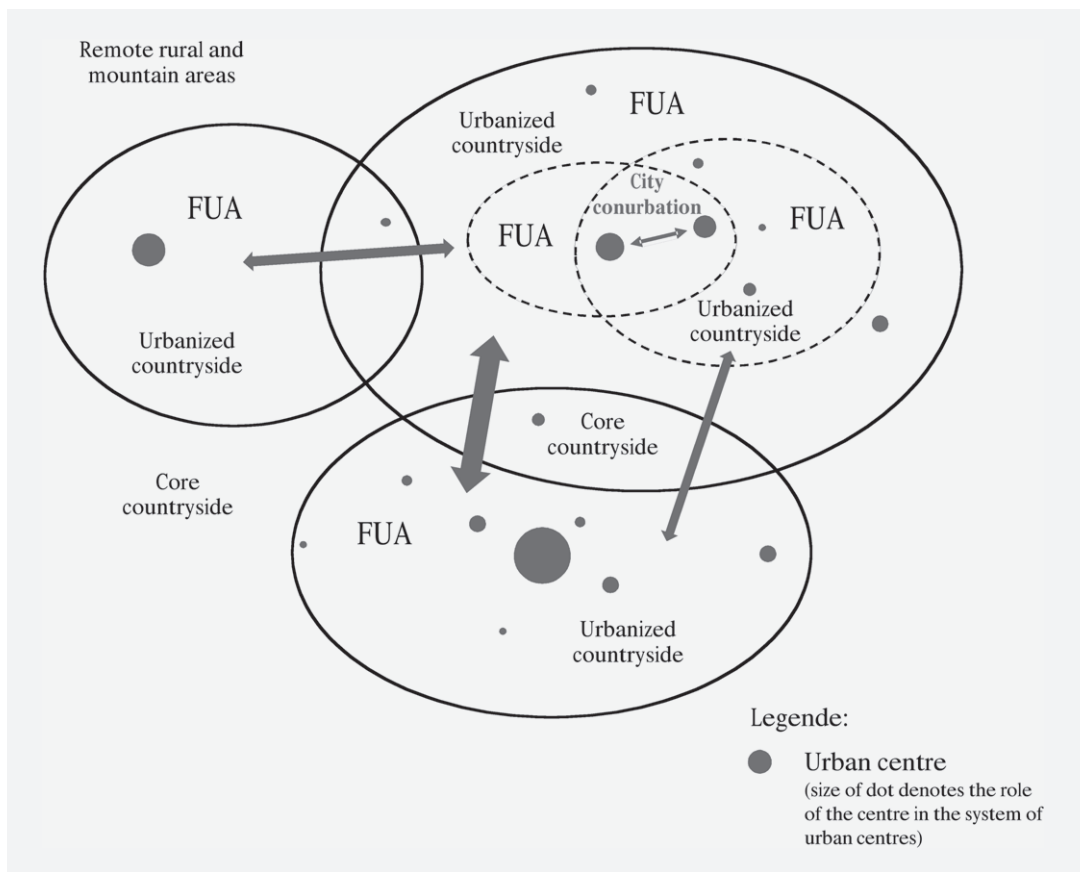 Remote rural and
mountain areas
FUA
Urbanized
countryside
FUA
Urbanized
countryside
City
conurbation
FUA
FUA
Urbanized
countryside
Core
countryside
Core
countryside
FUA
Urbanized
countryside
Legende:
Urban centre
(size of dot denotes the role
of the centre in the system of
urban centres)